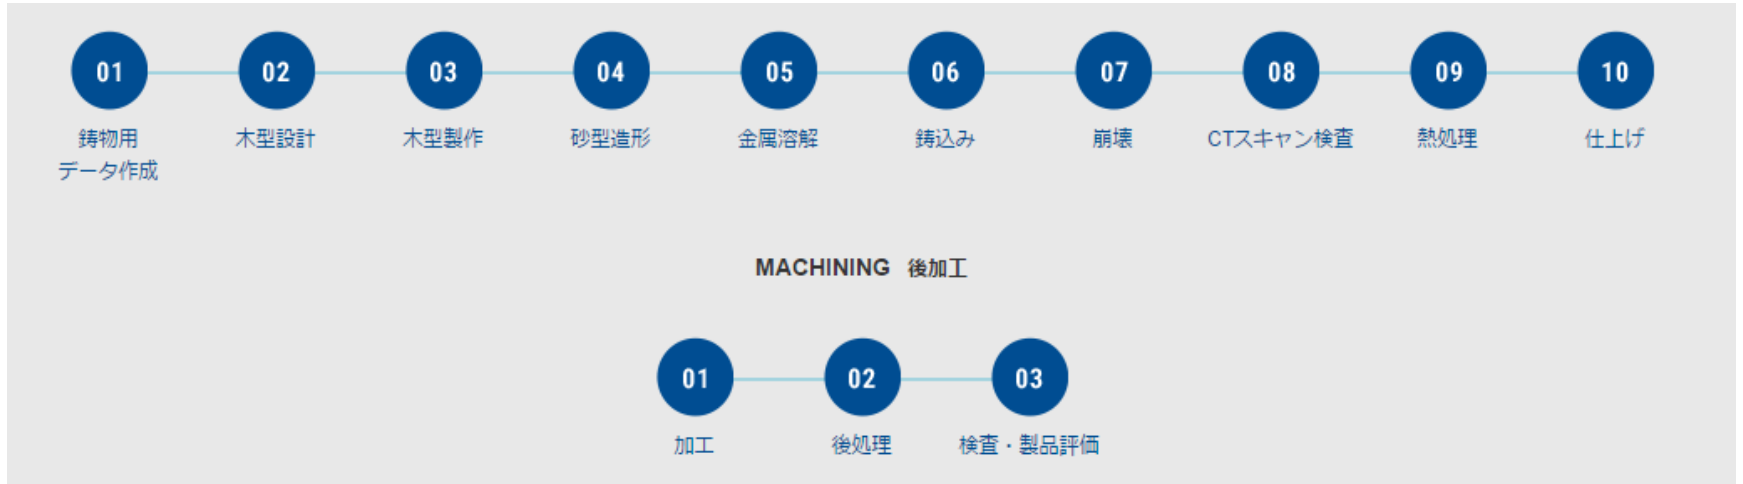 01 02 03 04 05 06 07 08 09 10
鋳物用 木型設計 木型製作 砂型造形 金属溶解 鋳込み 崩壊 CTスキャン検査 熱処理 仕上げ
データ作成
MACHINING 後加工
01 02 03
加工 後処理 検査・製品評価